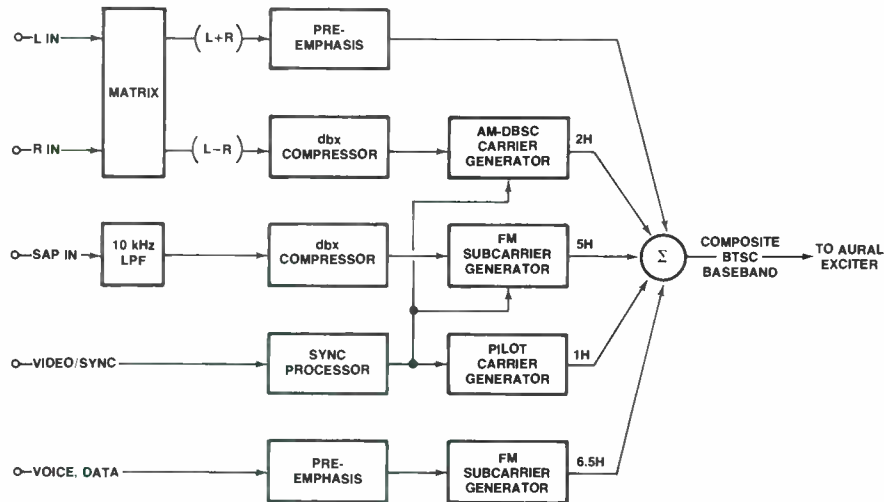 L IN
MATRIX
(L+R)
PRE-
EMPHASIS
R IN
(L–R)
dbx
COMPRESSOR
AM-DBSC
CARRIER
GENERATOR
2H
SAP IN
10 kHz
LPF
dbx
COMPRESSOR
FM
SUBCARRIER
GENERATOR
5H
Σ
COMPOSITE
BTSC
BASEBAND
TO AURAL
EXCITER
VIDEO/SYNC
SYNC
PROCESSOR
PILOT
CARRIER
GENERATOR
1H
VOICE, DATA
PRE-
EMPHASIS
FM
SUBCARRIER
GENERATOR
6.5H